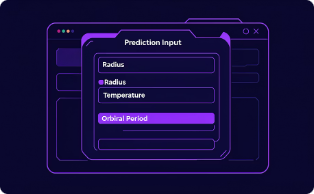 Prediction Input
Radius
Radius
Temperature
Orbiral Period